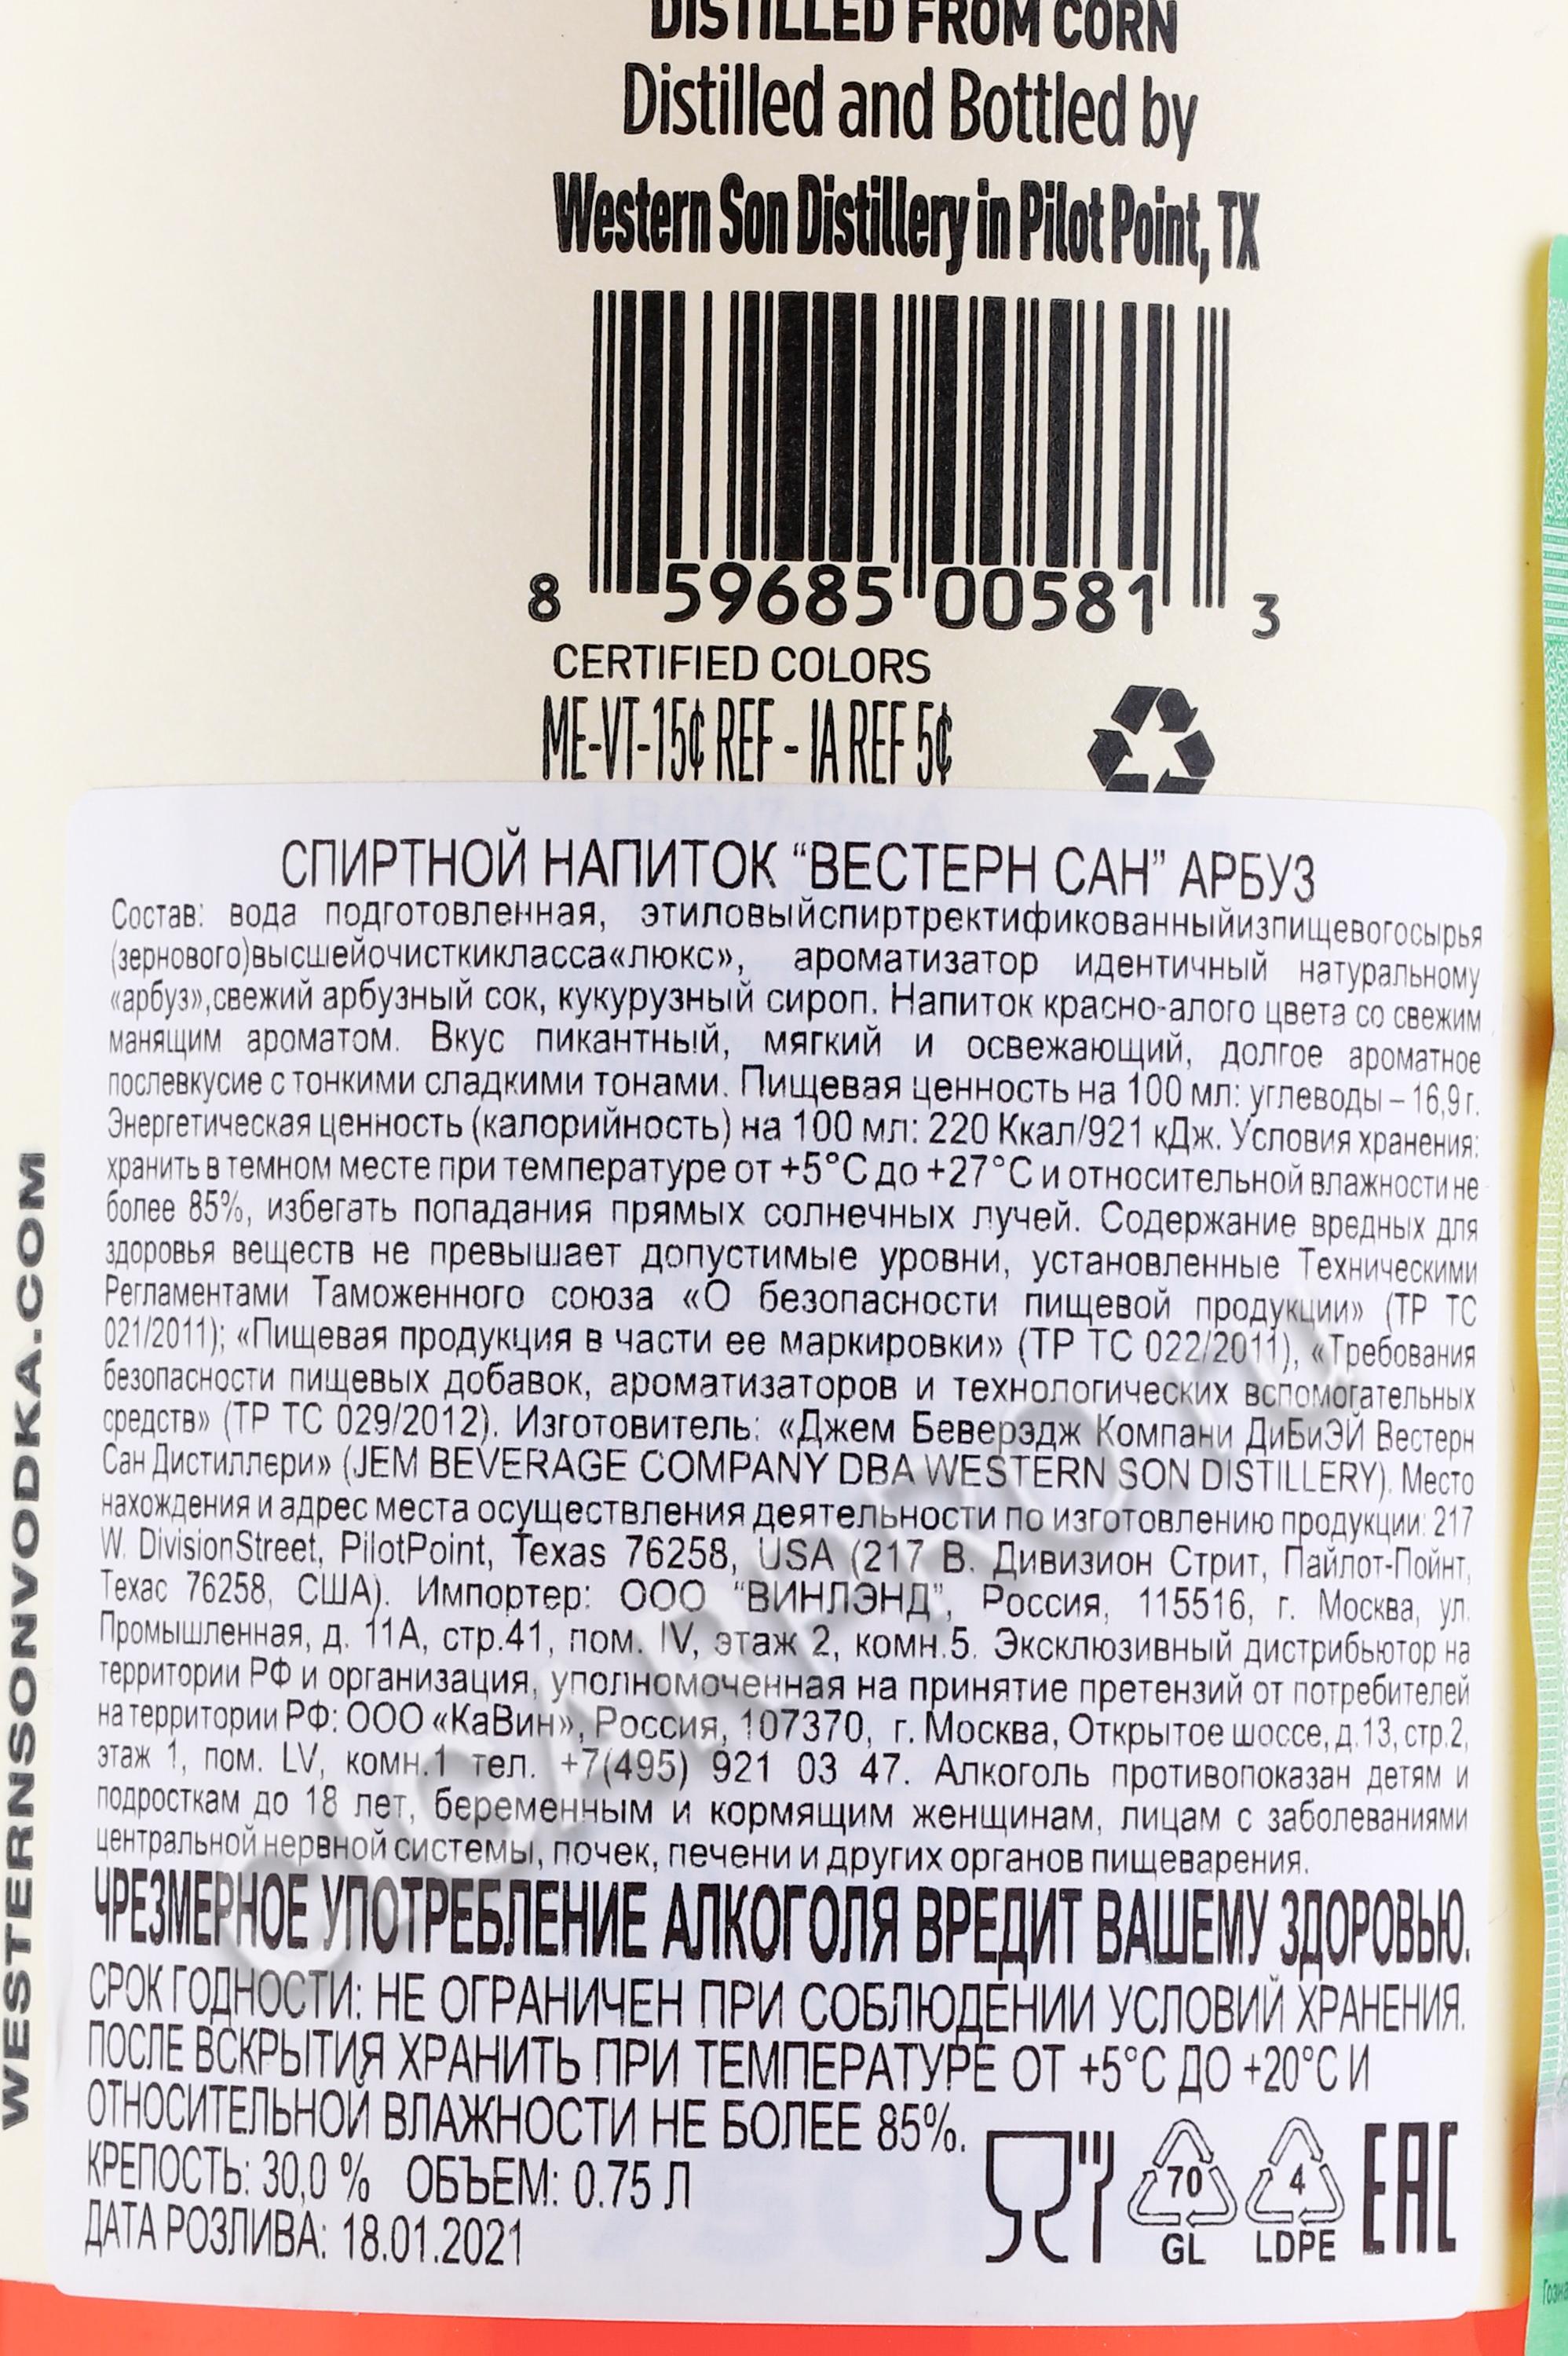 DISTILLED FROM CORN
Distilled and Bottled by
Western Son Distillery in Pilot Point, TX
8 59685 00581 3
CERTIFIED COLORS
ME-VT-15¢ REF - IA REF 5¢
WESTERNSONVODKA.COM
СПИРТНОЙ НАПИТОК “ВЕСТЕРН САН” АРБУЗ
Состав: вода подготовленная, этиловыйспиртректификованныйизпищевогосырья
(зернового)высшейочисткикласса«люкс», ароматизатор идентичный натуральному
«арбуз»,свежий арбузный сок, кукурузный сироп. Напиток красно-алого цвета со свежим
манящим ароматом. Вкус пикантный, мягкий и освежающий, долгое ароматное
послевкусие с тонкими сладкими тонами. Пищевая ценность на 100 мл: углеводы – 16,9 г.
Энергетическая ценность (калорийность) на 100 мл: 220 Ккал/921 кДж. Условия хранения:
хранить в темном месте при температуре от +5°С до +27°С и относительной влажности не
более 85%, избегать попадания прямых солнечных лучей. Содержание вредных для
здоровья веществ не превышает допустимые уровни, установленные Техническими
Регламентами Таможенного союза «О безопасности пищевой продукции» (ТР ТС
021/2011); «Пищевая продукция в части ее маркировки» (ТР ТС 022/2011), «Требования
безопасности пищевых добавок, ароматизаторов и технологических вспомогательных
средств» (ТР ТС 029/2012). Изготовитель: «Джем Беверэдж Компани ДиБиЭЙ Вестерн
Сан Дистиллери» (JEM BEVERAGE COMPANY DBA WESTERN SON DISTILLERY). Место
нахождения и адрес места осуществления деятельности по изготовлению продукции: 217
W. DivisionStreet, PilotPoint, Texas 76258, USA (217 В. Дивизион Стрит, Пайлот-Пойнт,
Техас 76258, США). Импортер: ООО “ВИНЛЭНД”, Россия, 115516, г. Москва, ул.
Промышленная, д. 11А, стр.41, пом. IV, этаж 2, комн.5. Эксклюзивный дистрибьютор на
территории РФ и организация, уполномоченная на принятие претензий от потребителей
на территории РФ: ООО «КаВин», Россия, 107370, г. Москва, Открытое шоссе, д.13, стр.2,
этаж 1, пом. LV, комн.1 тел. +7(495) 921 03 47. Алкоголь противопоказан детям и
подросткам до 18 лет, беременным и кормящим женщинам, лицам с заболеваниями
центральной нервной системы, почек, печени и других органов пищеварения.
ЧРЕЗМЕРНОЕ УПОТРЕБЛЕНИЕ АЛКОГОЛЯ ВРЕДИТ ВАШЕМУ ЗДОРОВЬЮ.
СРОК ГОДНОСТИ: НЕ ОГРАНИЧЕН ПРИ СОБЛЮДЕНИИ УСЛОВИЙ ХРАНЕНИЯ.
ПОСЛЕ ВСКРЫТИЯ ХРАНИТЬ ПРИ ТЕМПЕРАТУРЕ ОТ +5°С ДО +20°С И
ОТНОСИТЕЛЬНОЙ ВЛАЖНОСТИ НЕ БОЛЕЕ 85%.
КРЕПОСТЬ: 30,0 % ОБЪЕМ: 0.75 Л
ДАТА РОЗЛИВА: 18.01.2021
70 4 EAC
GL LDPE